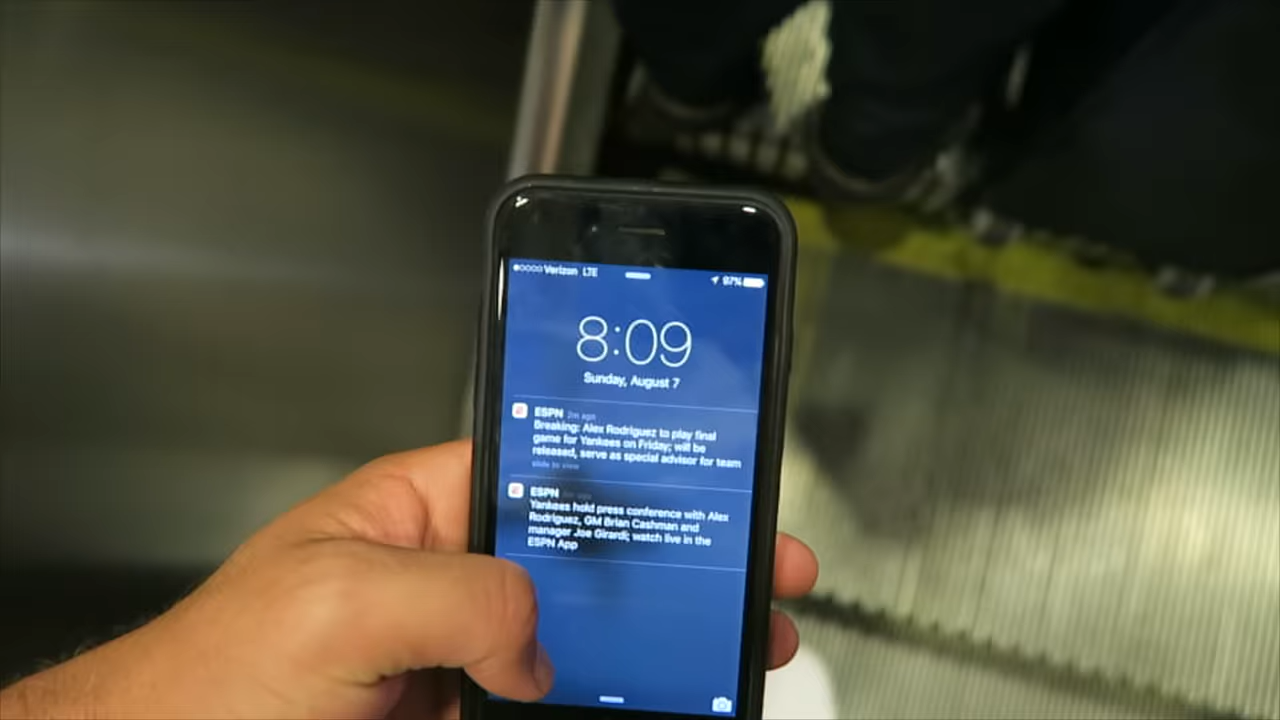 Verizon LTE
97%
8:09
Sunday, August 7
ESPN 2m ago
Breaking: Alex Rodriguez to play final
game for Yankees on Friday; will be
released, serve as special advisor for team
slide to view
ESPN
Yankees hold press conference with Alex
Rodriguez, GM Brian Cashman and
manager Joe Girardi; watch live in the
ESPN App